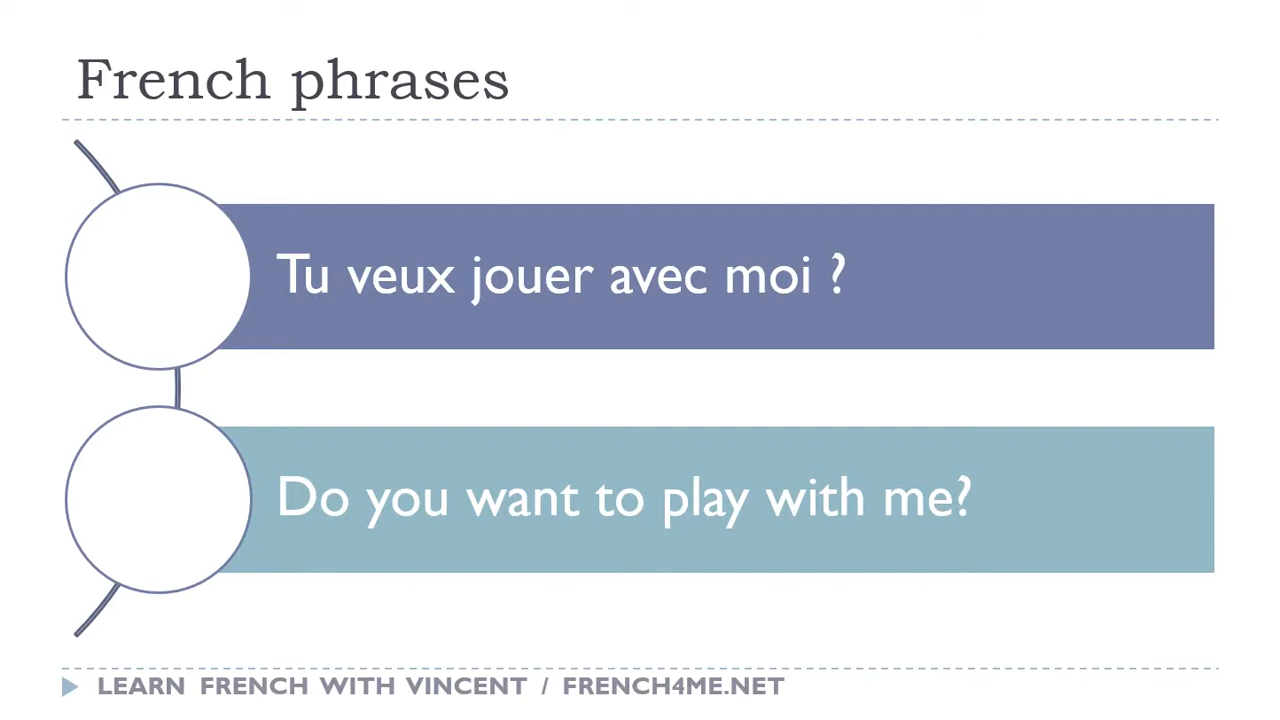 French phrases
Tu veux jouer avec moi ?
Do you want to play with me?
LEARN FRENCH WITH VINCENT / FRENCH4ME.NET